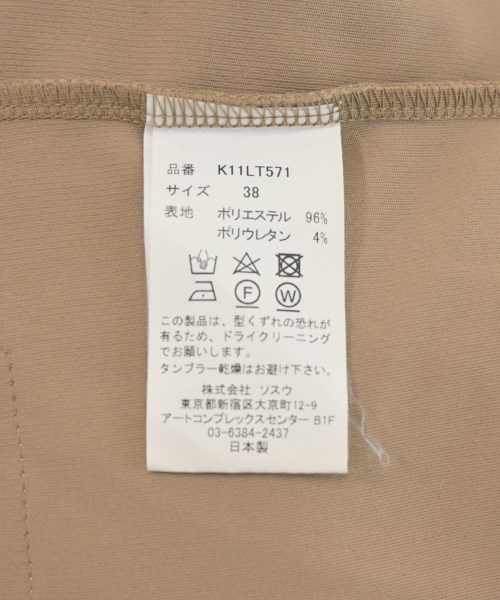 品番 K11LT571
サイズ 38
表地 ポリエステル 96%
ポリウレタン 4%
F W
この製品は、型くずれの恐れが
有るため、ドライクリーニング
でお願いします。
タンブラー乾燥はお避け下さい。
株式会社 ソスウ
東京都新宿区大京町12-9
アートコンプレックスセンター B1F
03-6384-2437
日本製